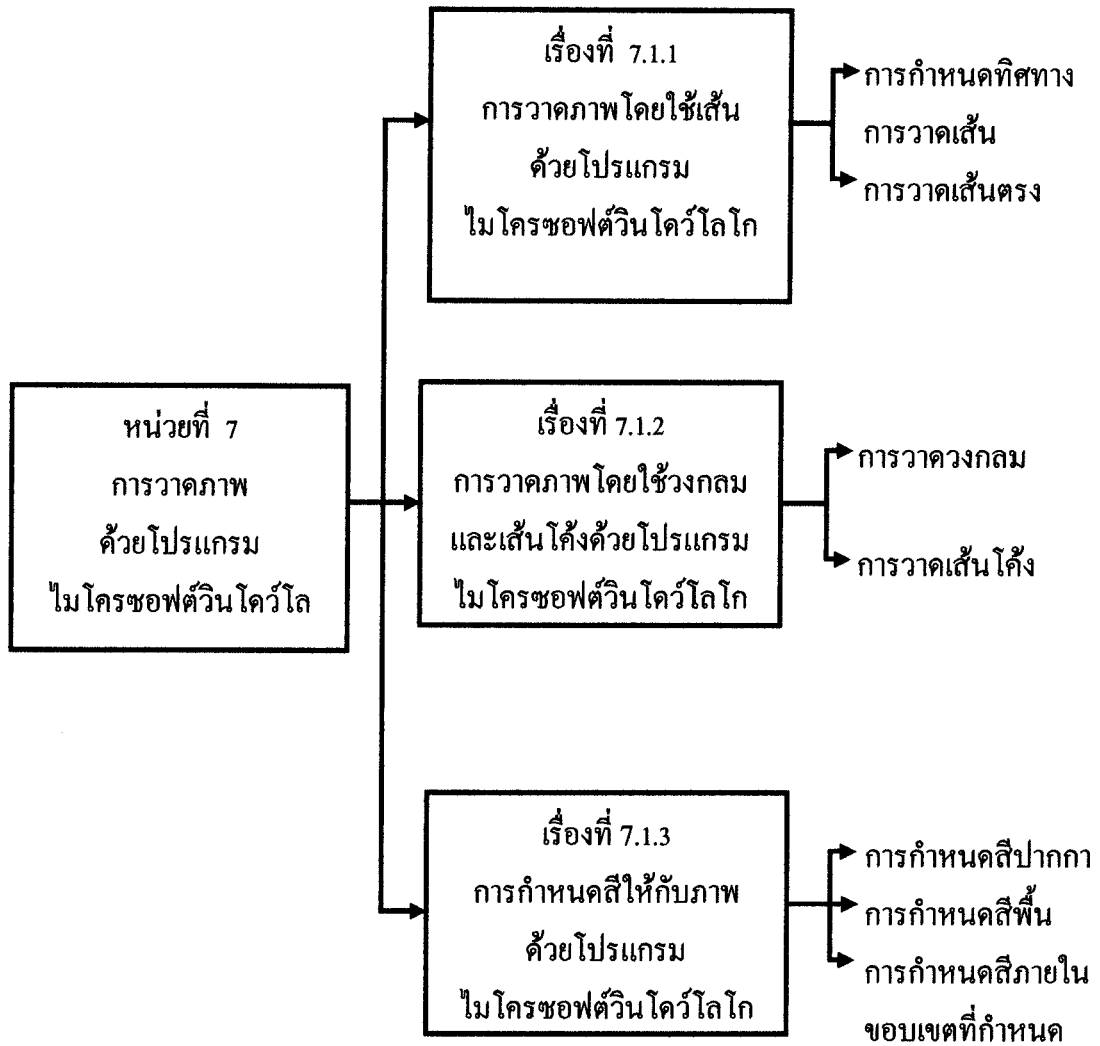 เรื่องที่ 7.1.1
การวาดภาพโดยใช้เส้น
ด้วยโปรแกรม
ไมโครซอฟต์วินโดว์โลโก
การกำหนดทิศทาง
การวาดเส้น
การวาดเส้นตรง
หน่วยที่ 7
การวาดภาพ
ด้วยโปรแกรม
ไมโครซอฟต์วินโดว์โล
เรื่องที่ 7.1.2
การวาดภาพโดยใช้วงกลม
และเส้นโค้งด้วยโปรแกรม
ไมโครซอฟต์วินโดว์โลโก
การวาดวงกลม
การวาดเส้นโค้ง
เรื่องที่ 7.1.3
การกำหนดสีให้กับภาพ
ด้วยโปรแกรม
ไมโครซอฟต์วินโดว์โลโก
การกำหนดสีปากกา
การกำหนดสีพื้น
การกำหนดสีภายใน
ขอบเขตที่กำหนด